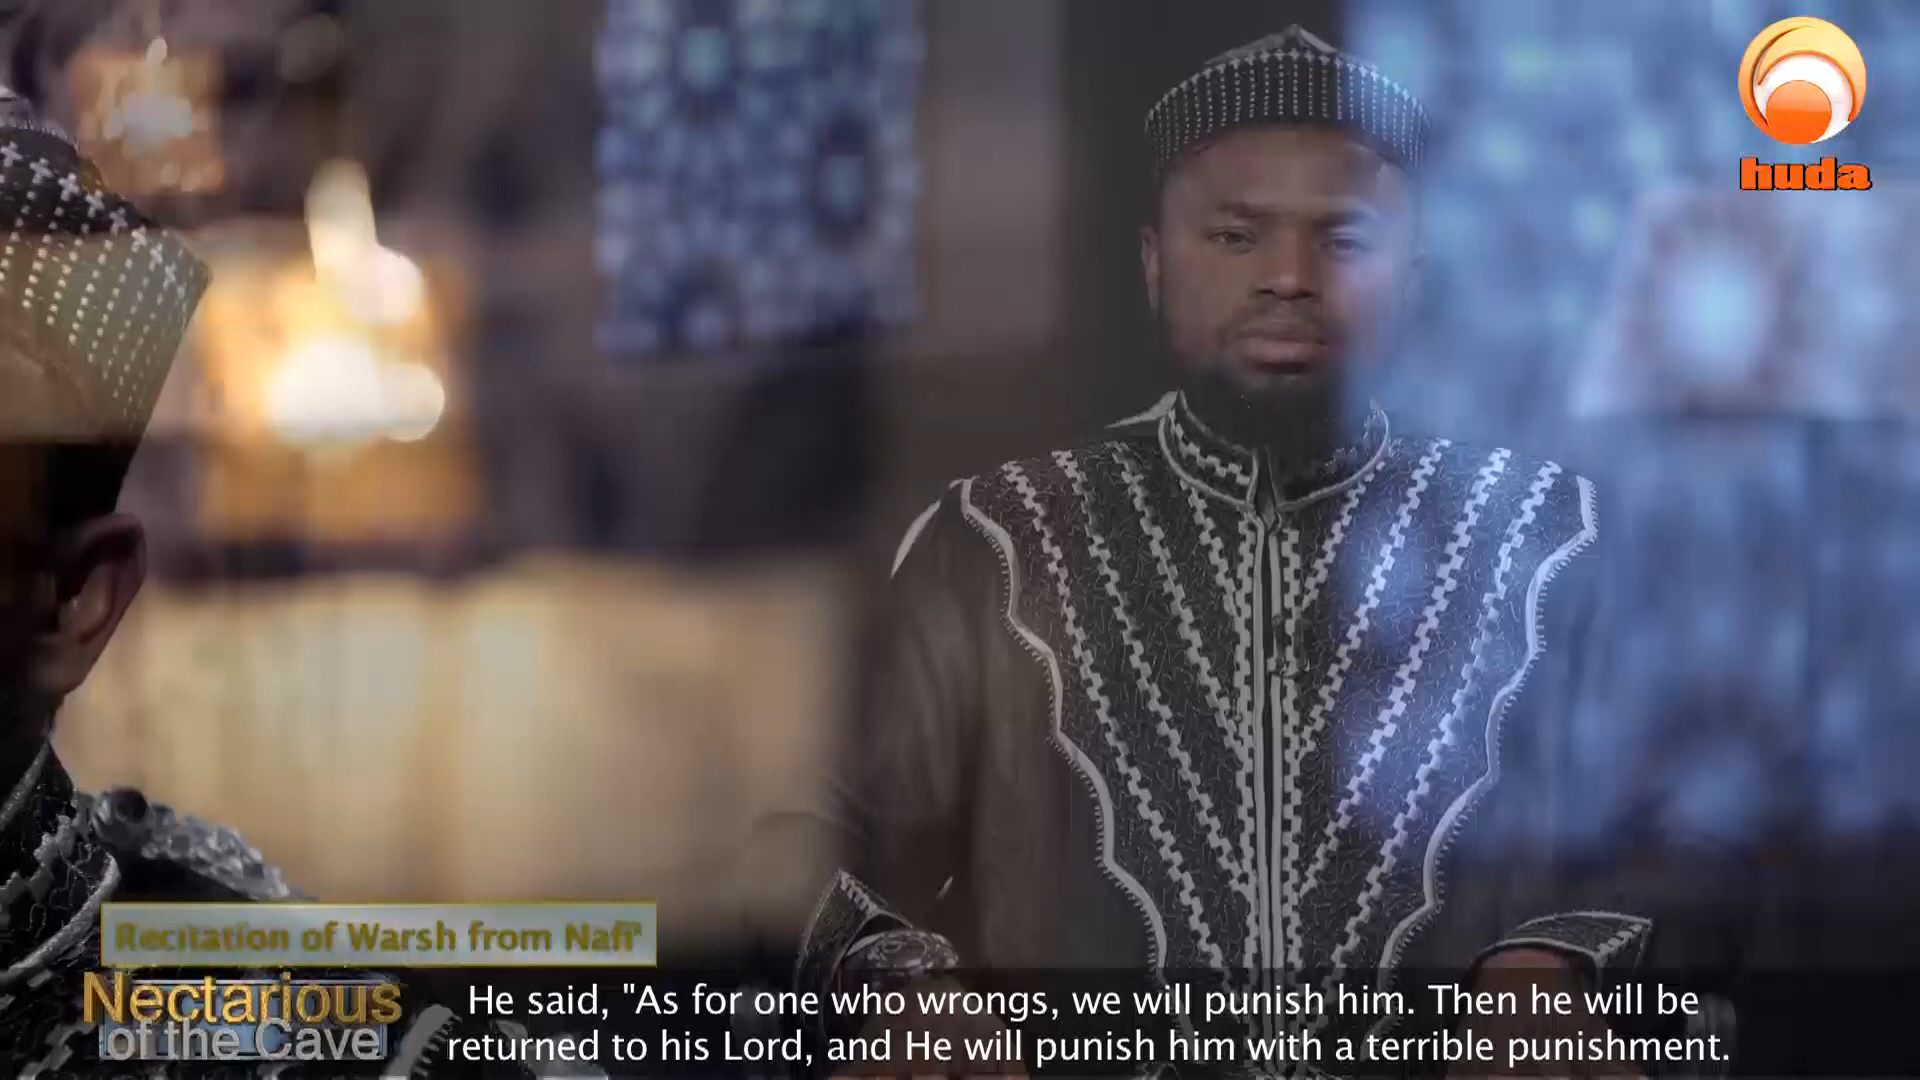 huda
Recitation of Warsh from Nafi'
Nectarious
of the Cave
He said, "As for one who wrongs, we will punish him. Then he will be
returned to his Lord, and He will punish him with a terrible punishment.